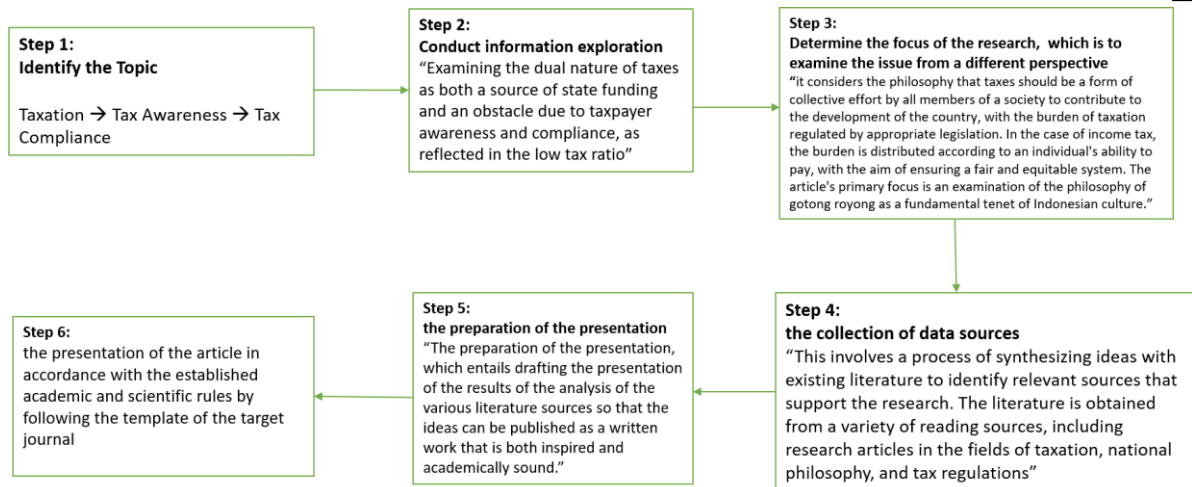 Step 1:
Identify the Topic
Taxation → Tax Awareness → Tax
Compliance
Step 2:
Conduct information exploration
“Examining the dual nature of taxes
as both a source of state funding
and an obstacle due to taxpayer
awareness and compliance, as
reflected in the low tax ratio”
Step 3:
Determine the focus of the research, which is to
examine the issue from a different perspective
“it considers the philosophy that taxes should be a form of
collective effort by all members of a society to contribute to
the development of the country, with the burden of taxation
regulated by appropriate legislation. In the case of income tax,
the burden is distributed according to an individual's ability to
pay, with the aim of ensuring a fair and equitable system. The
article's primary focus is an examination of the philosophy of
gotong royong as a fundamental tenet of Indonesian culture.”
Step 4:
the collection of data sources
“This involves a process of synthesizing ideas with
existing literature to identify relevant sources that
support the research. The literature is obtained
from a variety of reading sources, including
research articles in the fields of taxation, national
philosophy, and tax regulations”
Step 5:
the preparation of the presentation
“The preparation of the presentation,
which entails drafting the presentation
of the results of the analysis of the
various literature sources so that the
ideas can be published as a written
work that is both inspired and
academically sound.”
Step 6:
the presentation of the article in
accordance with the established
academic and scientific rules by
following the template of the target
journal